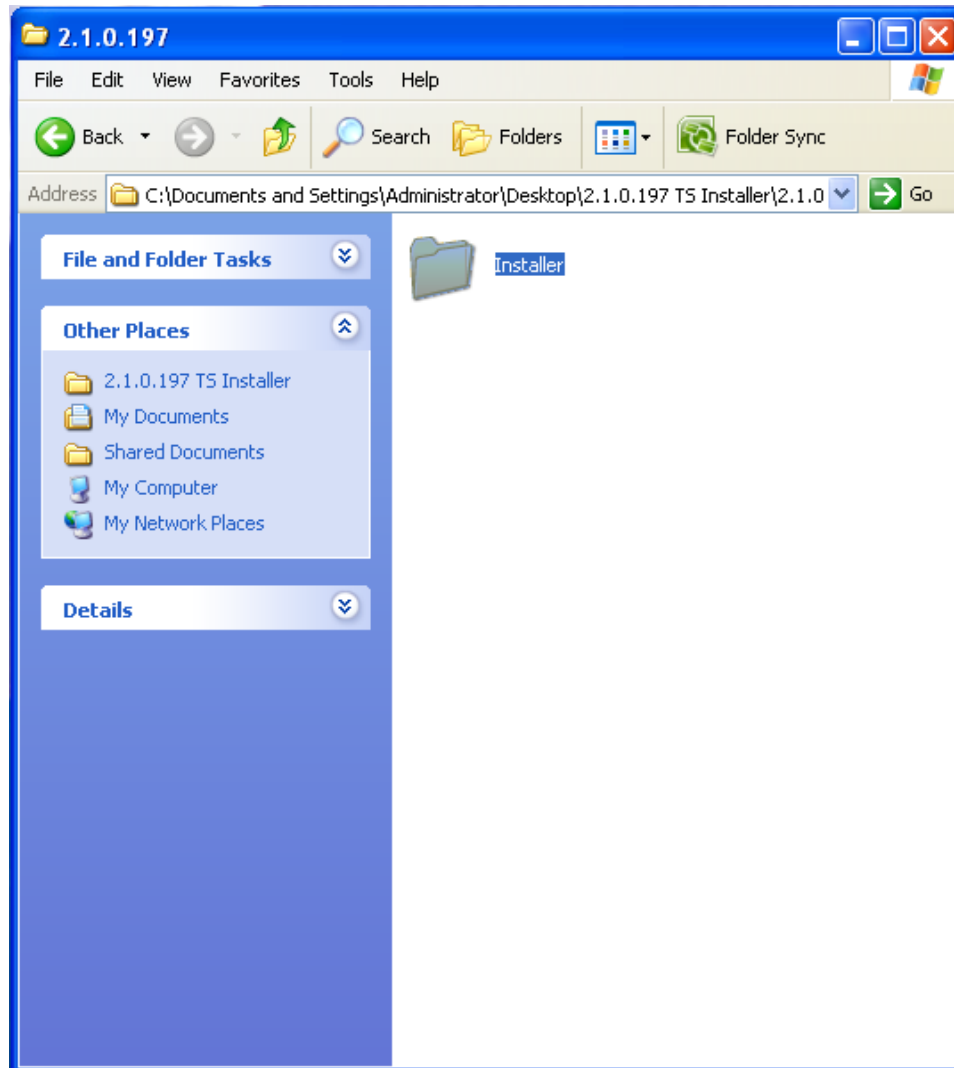 2.1.0.197
File Edit View Favorites Tools Help
Back Search Folders Folder Sync
Address C:\Documents and Settings\Administrator\Desktop\2.1.0.197 TS Installer\2.1.0 Go
File and Folder Tasks
Installer
Other Places
2.1.0.197 TS Installer
My Documents
Shared Documents
My Computer
My Network Places
Details